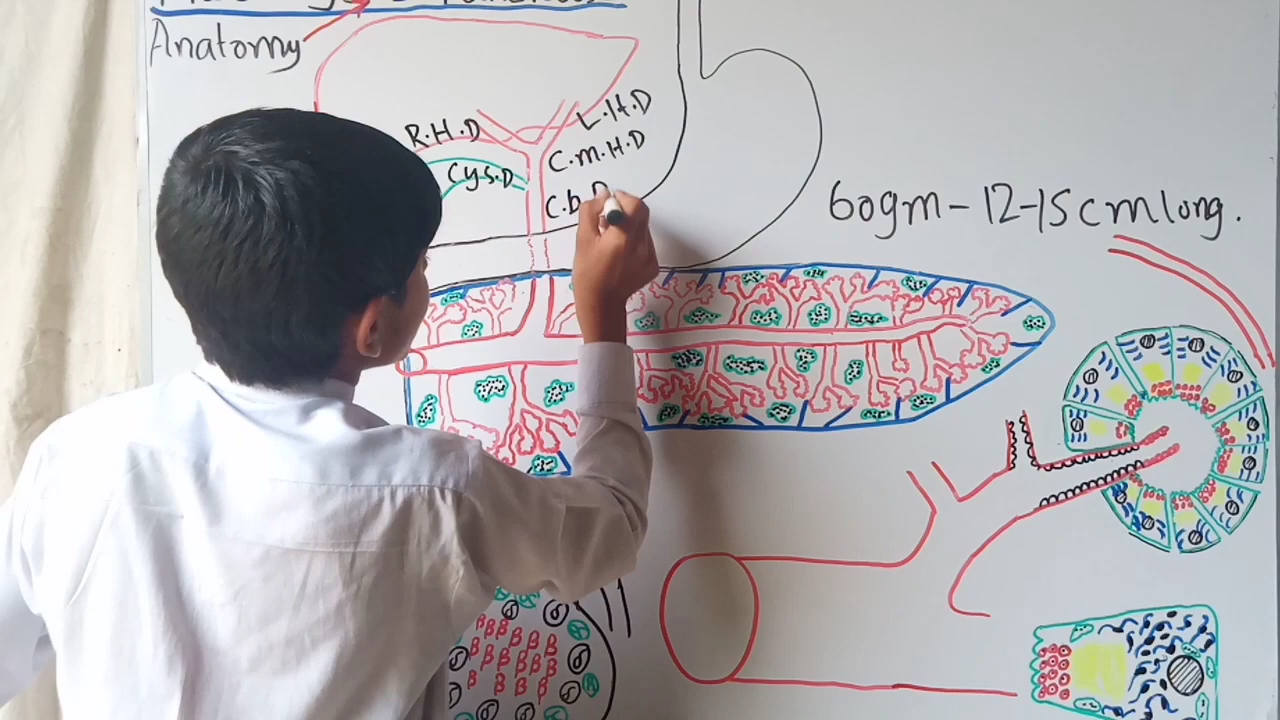 Anatomy
L.H.D
R.H.D
C.m.H.D
Cys.D
C.b.D
60gm - 12-15cm long.
β β β β β β β β β β β β β β β β β β β β